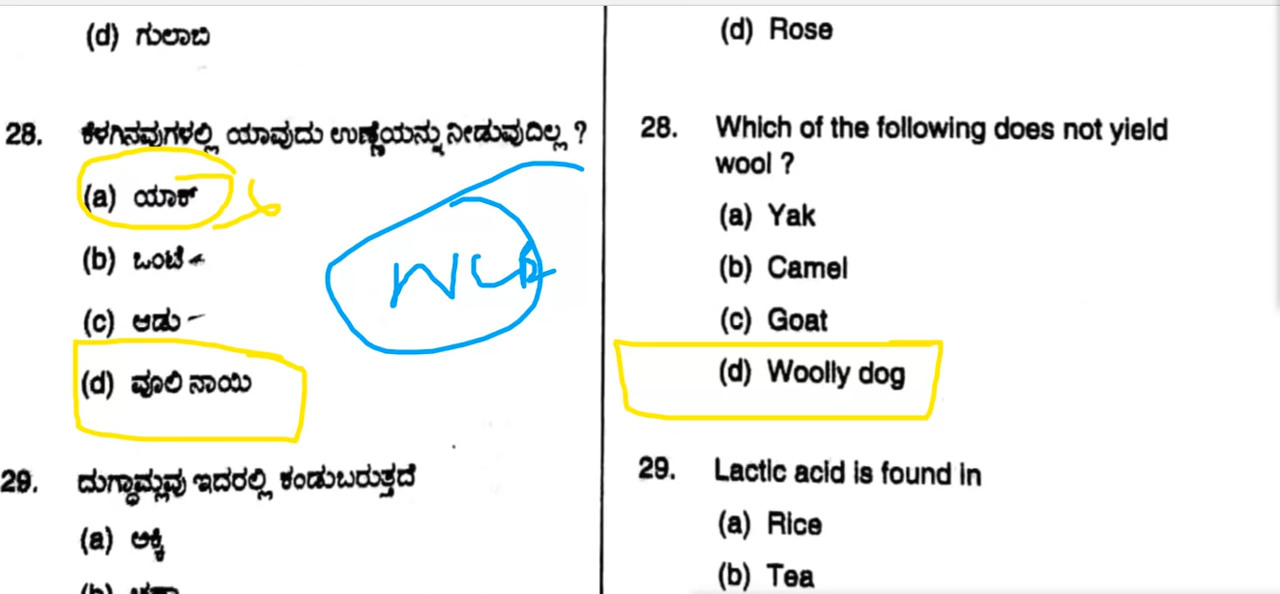 (d) ಗುಲಾಬಿ
28. ಕೆಳಗಿನವುಗಳಲ್ಲಿ ಯಾವುದು ಉಣ್ಣೆಯನ್ನು ನೀಡುವುದಿಲ್ಲ ?
(a) ಯಾಕ್
(b) ಒಂಟೆ
(c) ಆಡು
(d) ವೂಲಿ ನಾಯಿ
29. ದುಗ್ಧಾಮ್ಲವು ಇದರಲ್ಲಿ ಕಂಡುಬರುತ್ತದೆ
(a) ಅಕ್ಕಿ
(d) Rose
28. Which of the following does not yield
wool ?
(a) Yak
(b) Camel
(c) Goat
(d) Woolly dog
29. Lactic acid is found in
(a) Rice
(b) Tea